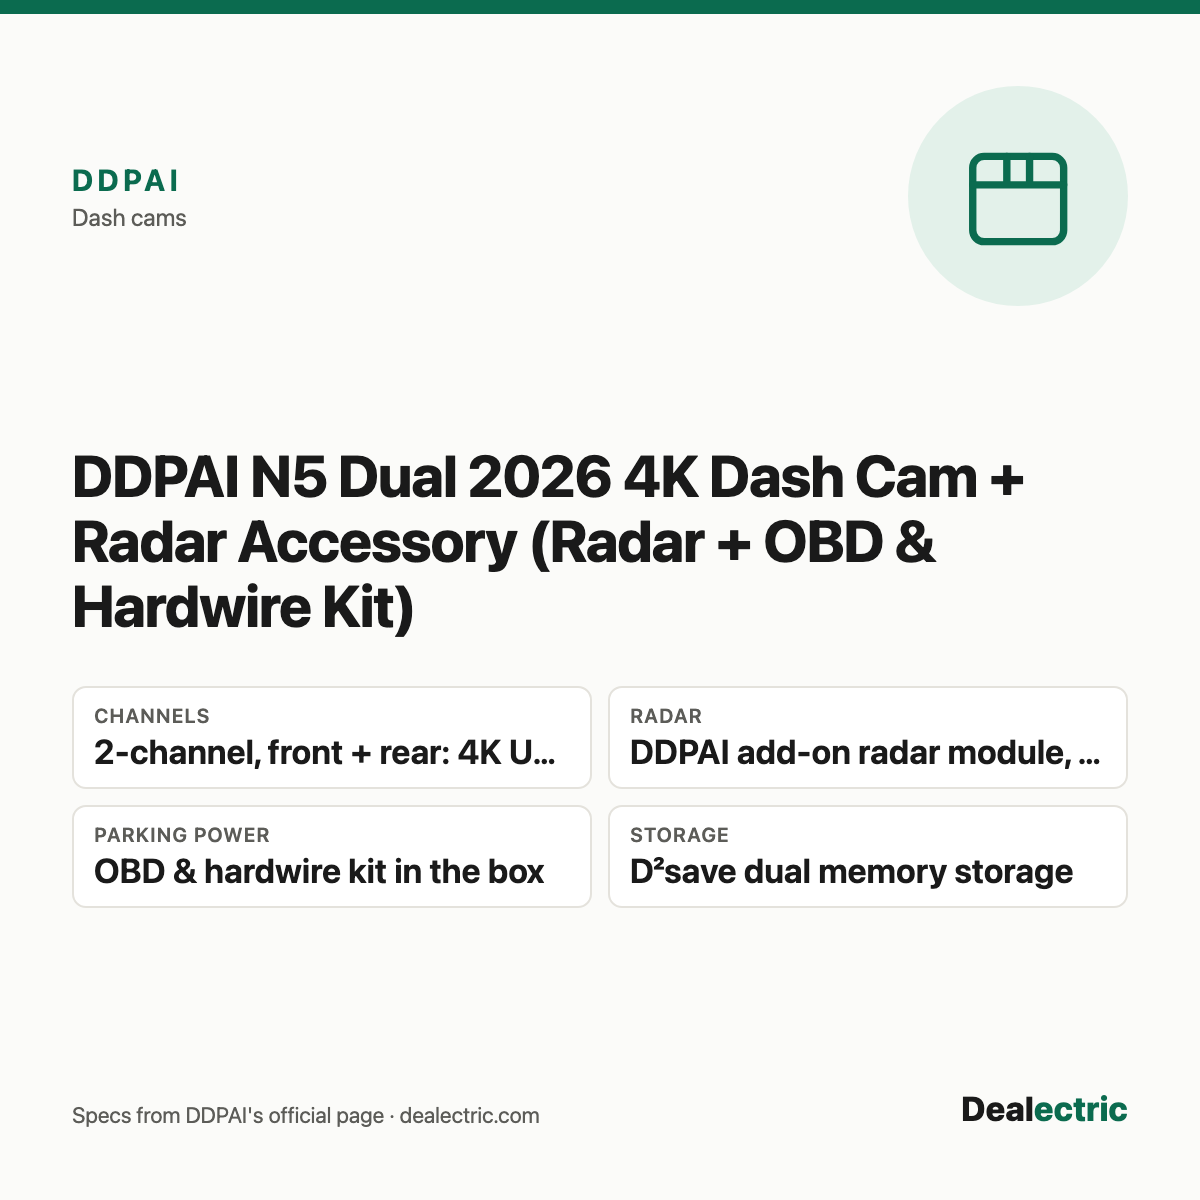 DDPAI
Dash cams
DDPAI N5 Dual 2026 4K Dash Cam +
Radar Accessory (Radar + OBD &
Hardwire Kit)
CHANNELS
2-channel, front + rear: 4K U...
RADAR
DDPAI add-on radar module, ...
PARKING POWER
OBD & hardwire kit in the box
STORAGE
D²save dual memory storage
Specs from DDPAI's official page · dealectric.com
Dealectric